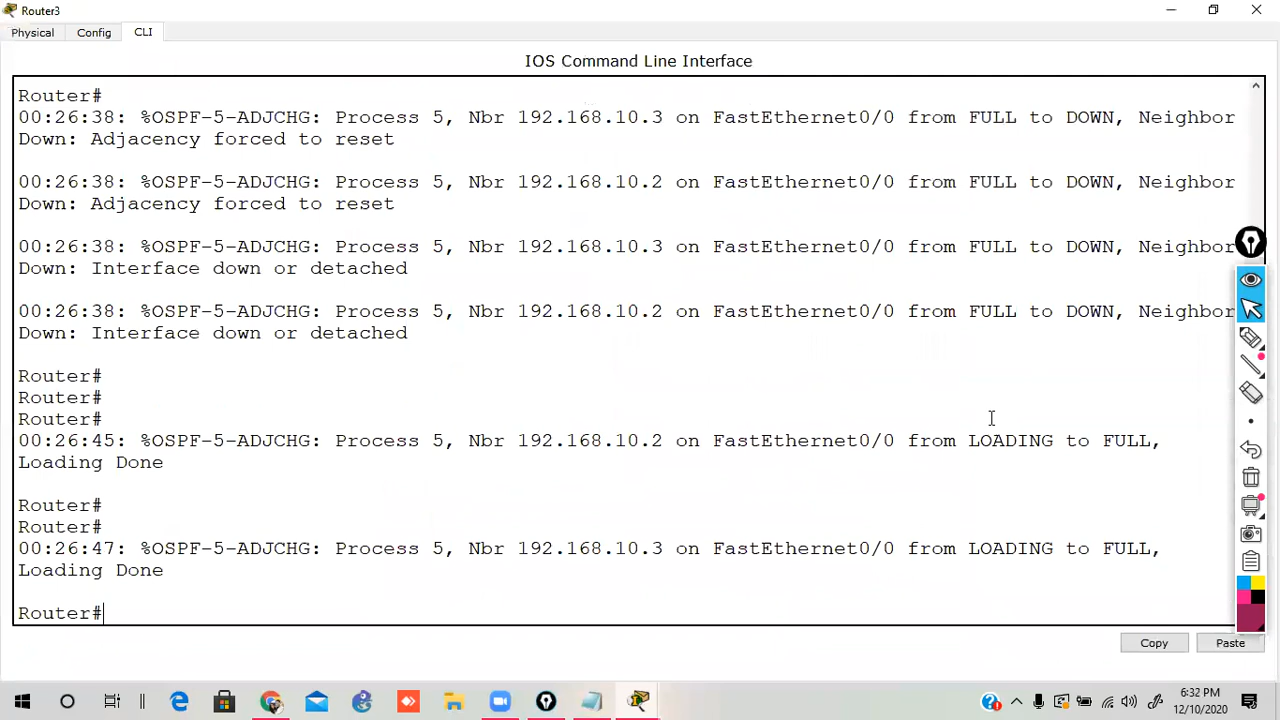 Router3
Physical Config CLI
IOS Command Line Interface
Router#
00:26:38: %OSPF-5-ADJCHG: Process 5, Nbr 192.168.10.3 on FastEthernet0/0 from FULL to DOWN, Neighbor
Down: Adjacency forced to reset
00:26:38: %OSPF-5-ADJCHG: Process 5, Nbr 192.168.10.2 on FastEthernet0/0 from FULL to DOWN, Neighbor
Down: Adjacency forced to reset
00:26:38: %OSPF-5-ADJCHG: Process 5, Nbr 192.168.10.3 on FastEthernet0/0 from FULL to DOWN, Neighbor
Down: Interface down or detached
00:26:38: %OSPF-5-ADJCHG: Process 5, Nbr 192.168.10.2 on FastEthernet0/0 from FULL to DOWN, Neighbor
Down: Interface down or detached
Router#
Router#
Router#
00:26:45: %OSPF-5-ADJCHG: Process 5, Nbr 192.168.10.2 on FastEthernet0/0 from LOADING to FULL,
Loading Done
Router#
Router#
00:26:47: %OSPF-5-ADJCHG: Process 5, Nbr 192.168.10.3 on FastEthernet0/0 from LOADING to FULL,
Loading Done
Router#
Copy Paste
6:32 PM
12/10/2020